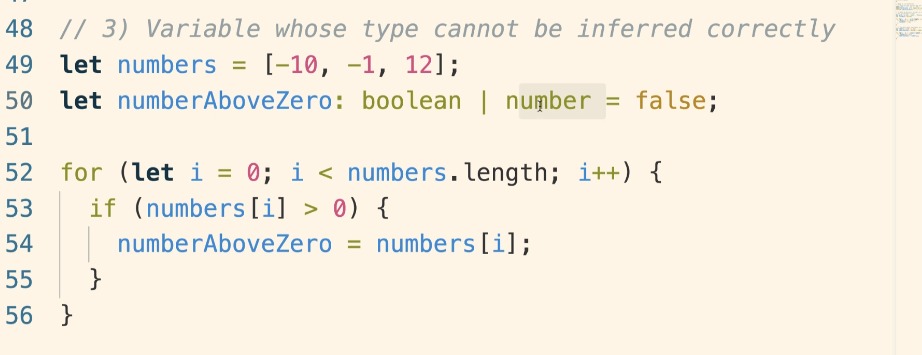 48 // 3) Variable whose type cannot be inferred correctly
49 let numbers = [-10, -1, 12];
50 let numberAboveZero: boolean | number = false;
51
52 for (let i = 0; i < numbers.length; i++) {
53   if (numbers[i] > 0) {
54     numberAboveZero = numbers[i];
55   }
56 }